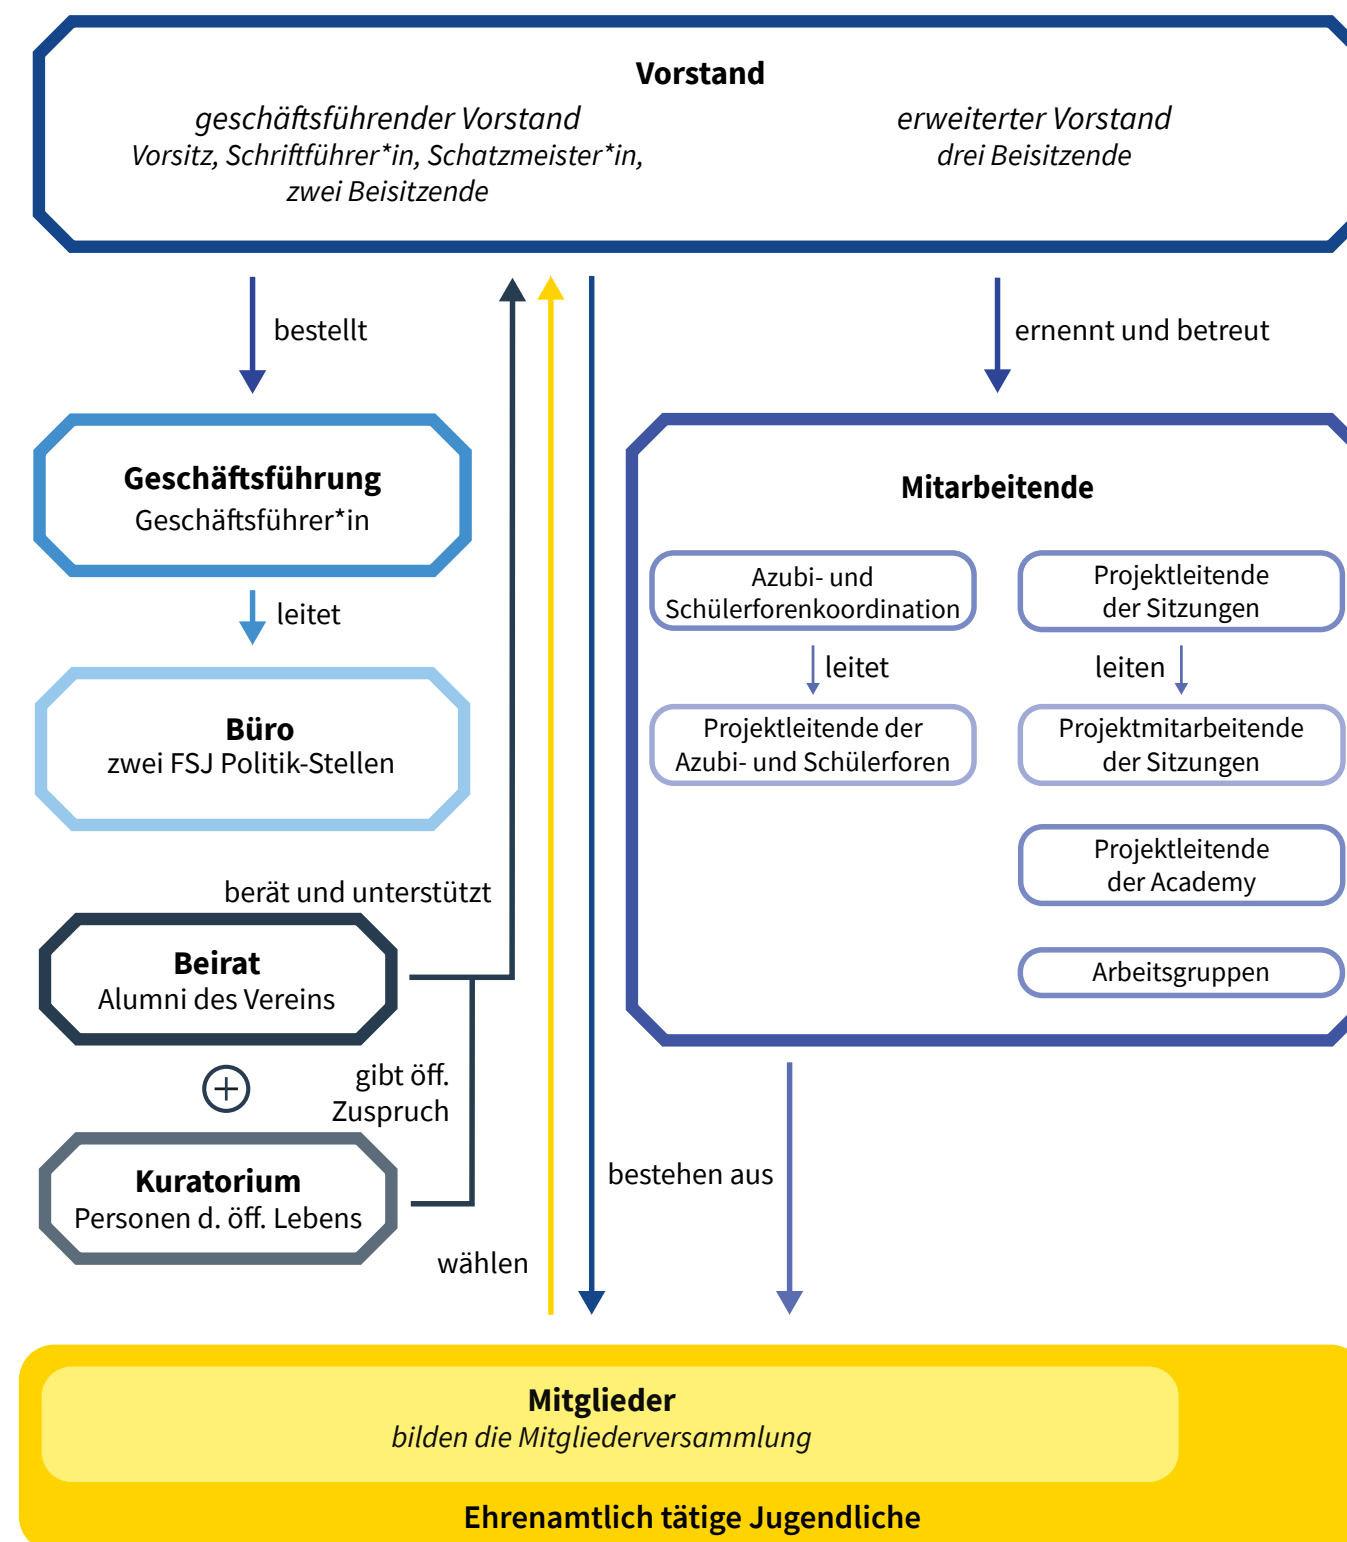 Vorstand
geschäftsführender Vorstand
Vorsitz, Schriftführer*in, Schatzmeister*in,
zwei Beisitzende
erweiterter Vorstand
drei Beisitzende
bestellt
ernennt und betreut
Geschäftsführung
Geschäftsführer*in
leitet
Büro
zwei FSJ Politik-Stellen
Mitarbeitende
Azubi- und
Schülerforenkoordination
leitet
Projektleitende der
Azubi- und Schülerforen
Projektleitende
der Sitzungen
leiten
Projektmitarbeitende
der Sitzungen
Projektleitende
der Academy
Arbeitsgruppen
berät und unterstützt
Beirat
Alumni des Vereins
gibt öff.
Zuspruch
Kuratorium
Personen d. öff. Lebens
bestehen aus
wählen
Mitglieder
bilden die Mitgliederversammlung
Ehrenamtlich tätige Jugendliche